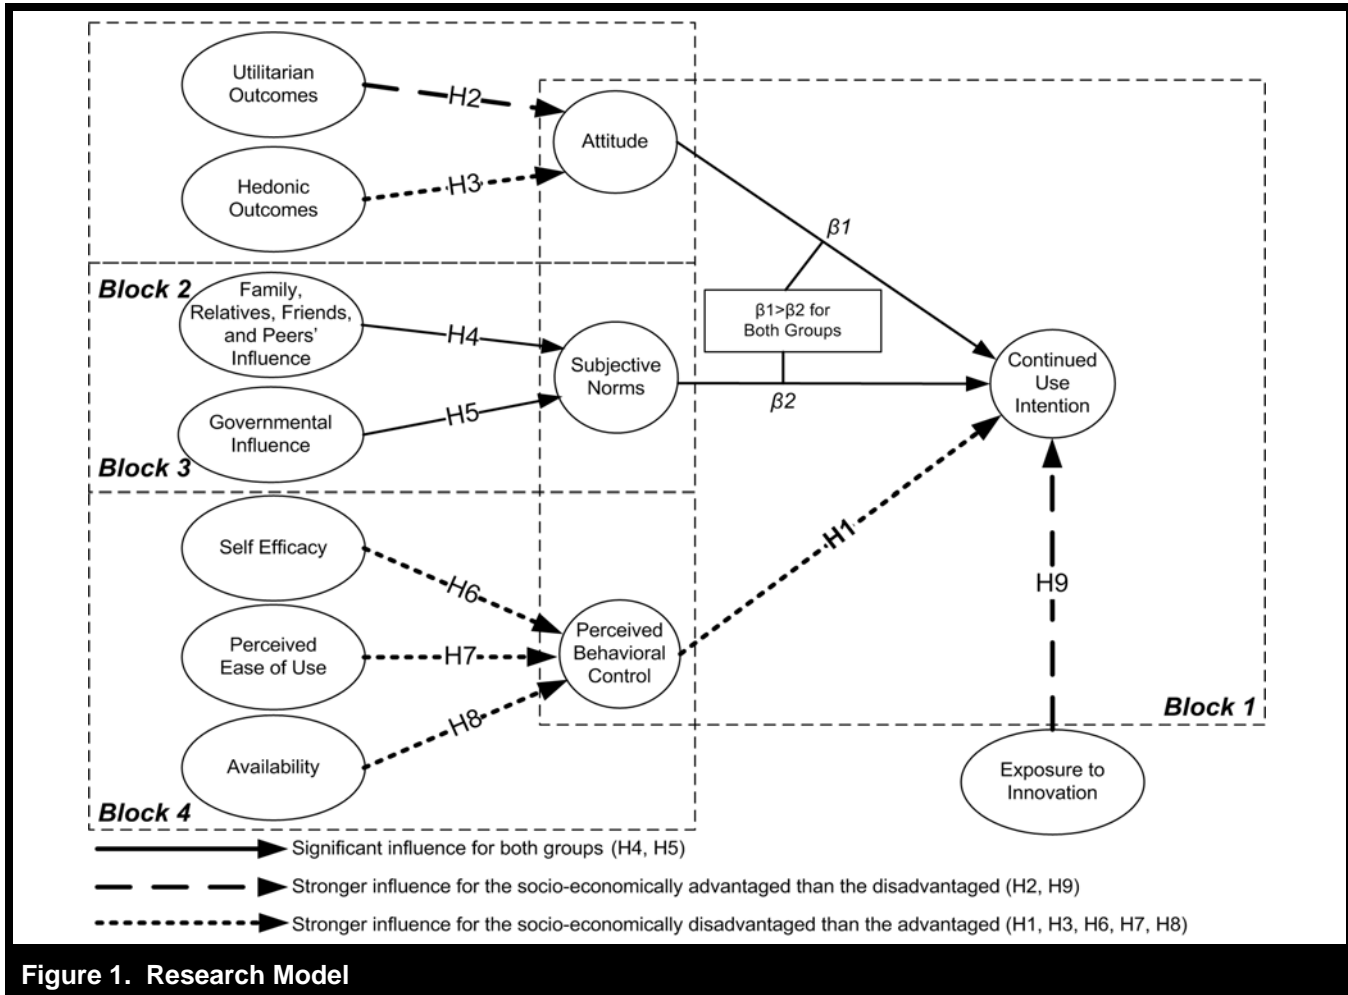 Utilitarian
Outcomes
H2
Attitude
Hedonic
Outcomes
H3
β1
Block 2
Family,
Relatives, Friends,
and Peers'
Influence
H4
β1>β2 for
Both Groups
Subjective
Norms
Continued
Use
Intention
β2
Governmental
Influence
H5
Block 3
Self Efficacy
H6
H1
H9
Perceived
Ease of Use
H7
Perceived
Behavioral
Control
H8
Availability
Block 1
Exposure to
Innovation
Block 4
Significant influence for both groups (H4, H5)
Stronger influence for the socio-economically advantaged than the disadvantaged (H2, H9)
Stronger influence for the socio-economically disadvantaged than the advantaged (H1, H3, H6, H7, H8)
Figure 1. Research Model